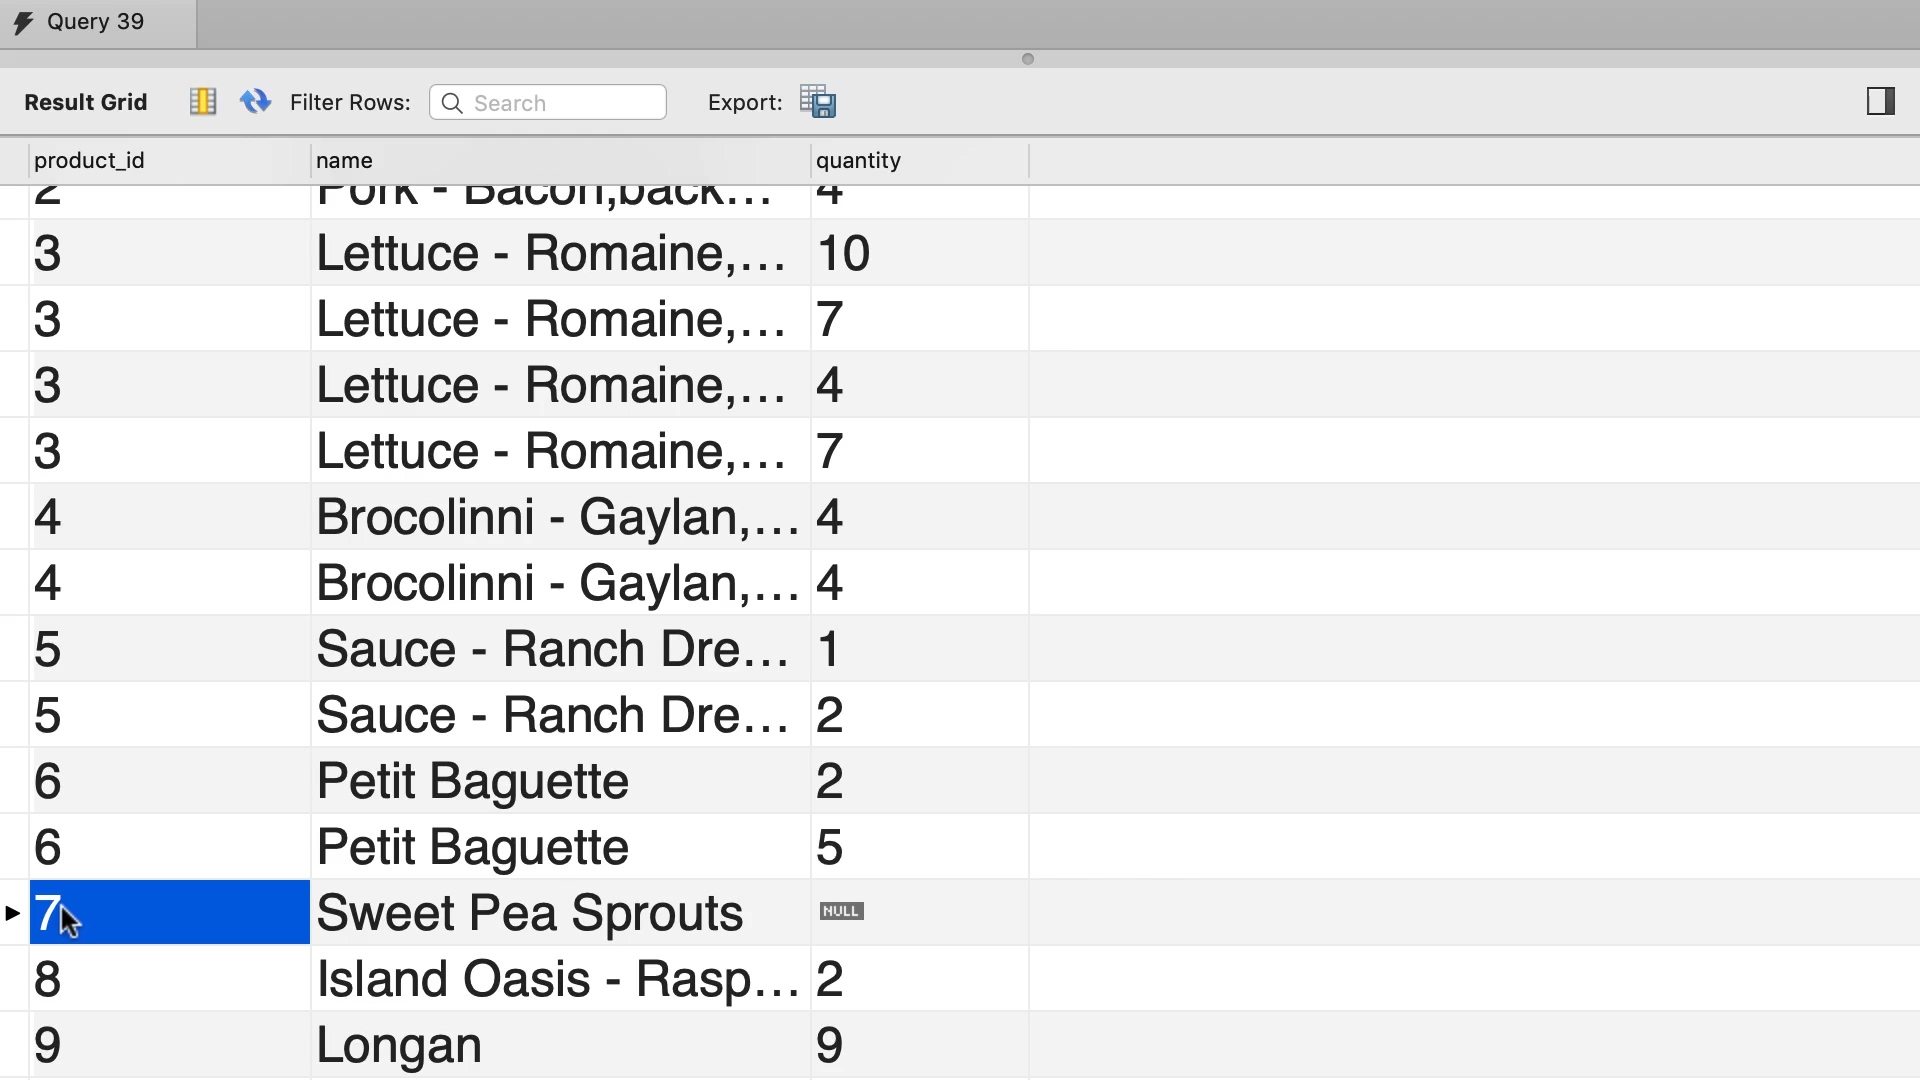 Query 39
Result Grid Filter Rows: Search Export:
product_id name quantity
2 Pork - Bacon,back... 4
3 Lettuce - Romaine,... 10
3 Lettuce - Romaine,... 7
3 Lettuce - Romaine,... 4
3 Lettuce - Romaine,... 7
4 Brocolinni - Gaylan,... 4
4 Brocolinni - Gaylan,... 4
5 Sauce - Ranch Dre... 1
5 Sauce - Ranch Dre... 2
6 Petit Baguette 2
6 Petit Baguette 5
7 Sweet Pea Sprouts NULL
8 Island Oasis - Rasp... 2
9 Longan 9